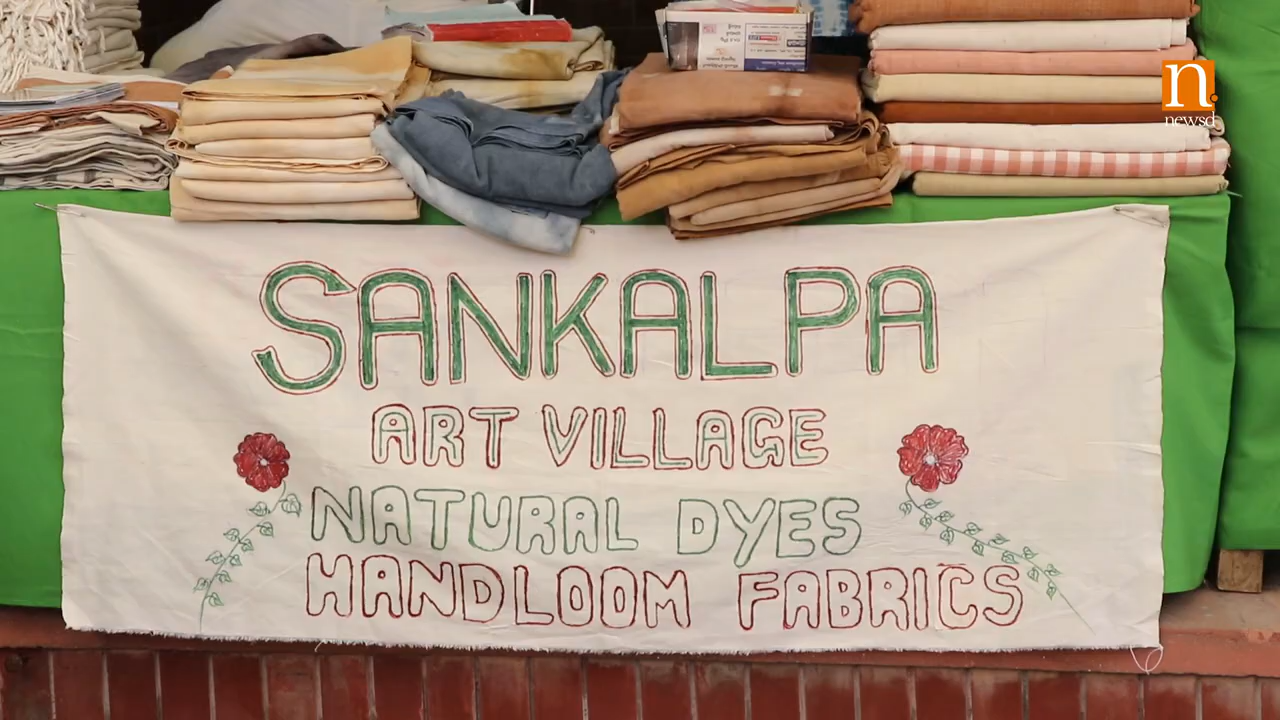 n.
newsd
SANKALPA
ART VILLAGE
NATURAL DYES
HANDLOOM FABRICS